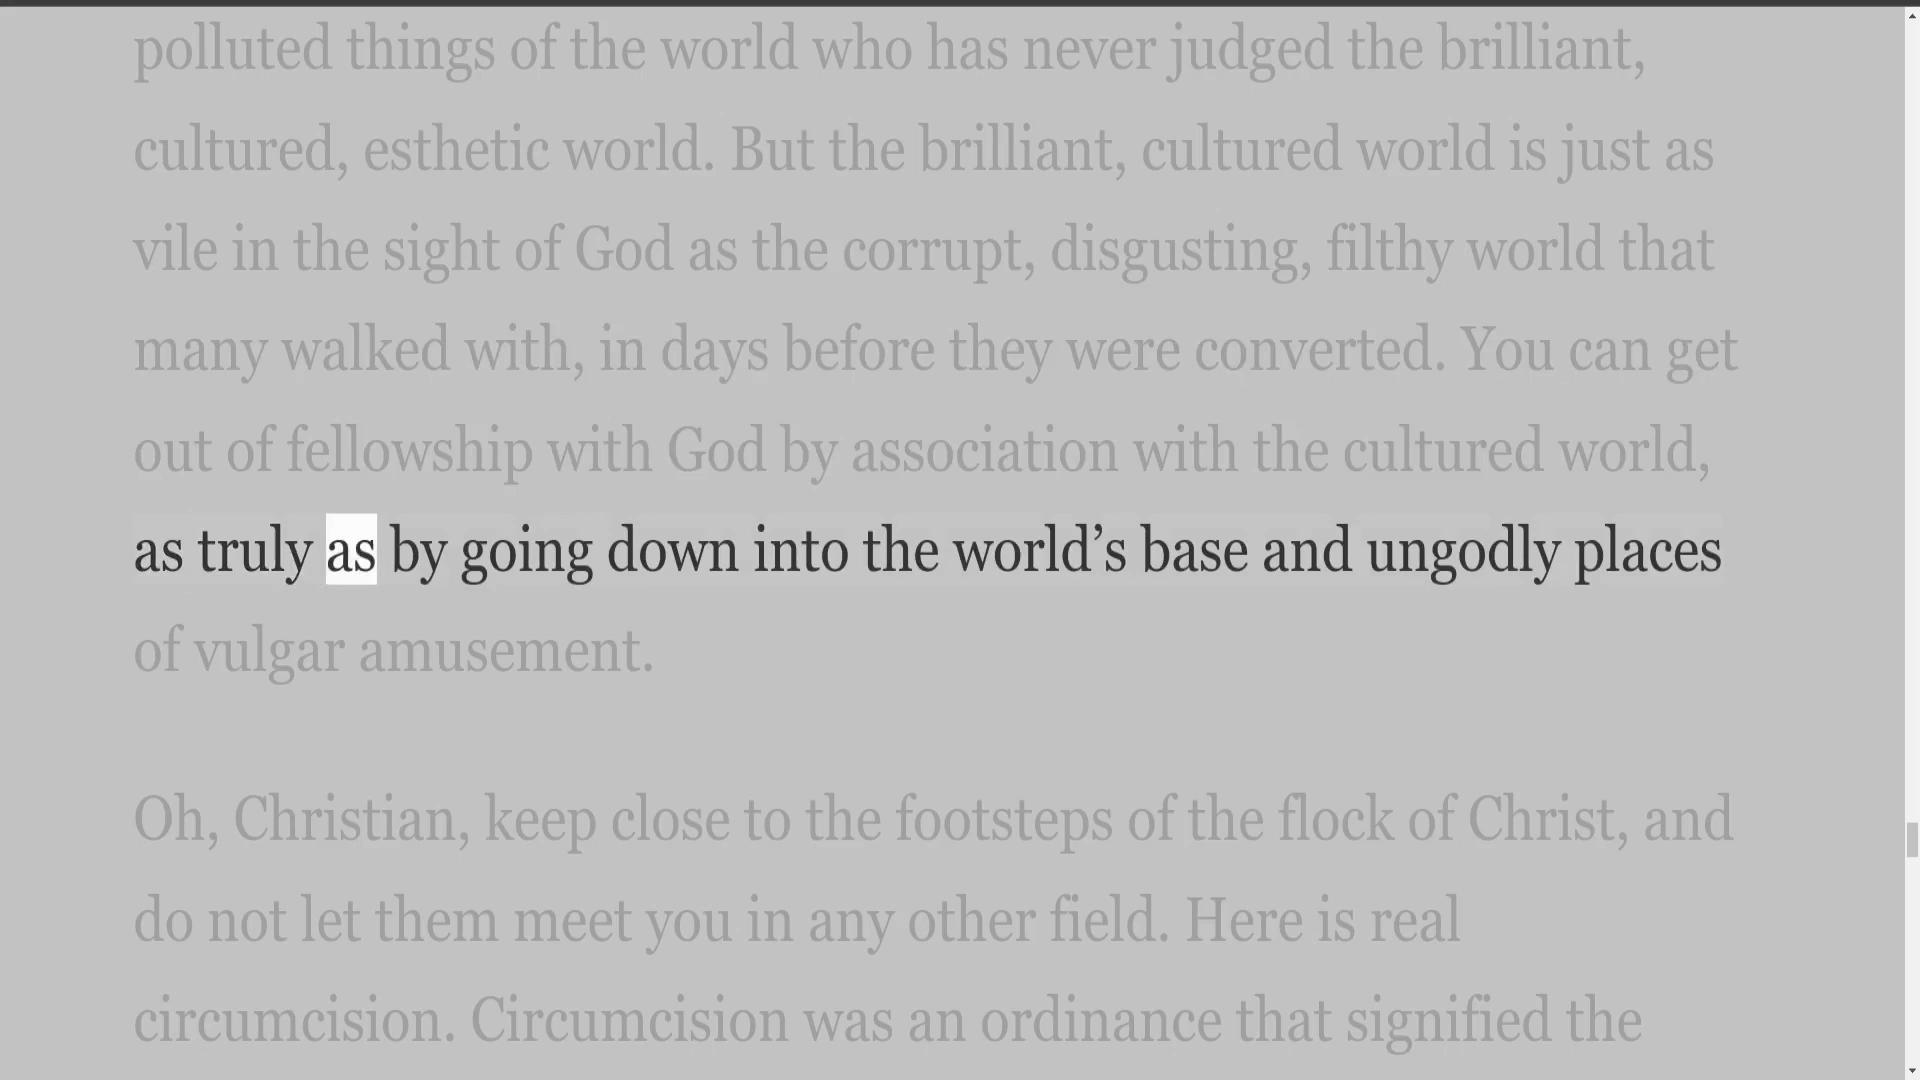 polluted things of the world who has never judged the brilliant,
cultured, esthetic world. But the brilliant, cultured world is just as
vile in the sight of God as the corrupt, disgusting, filthy world that
many walked with, in days before they were converted. You can get
out of fellowship with God by association with the cultured world,
as truly as by going down into the world’s base and ungodly places
of vulgar amusement.
Oh, Christian, keep close to the footsteps of the flock of Christ, and
do not let them meet you in any other field. Here is real
circumcision. Circumcision was an ordinance that signified the